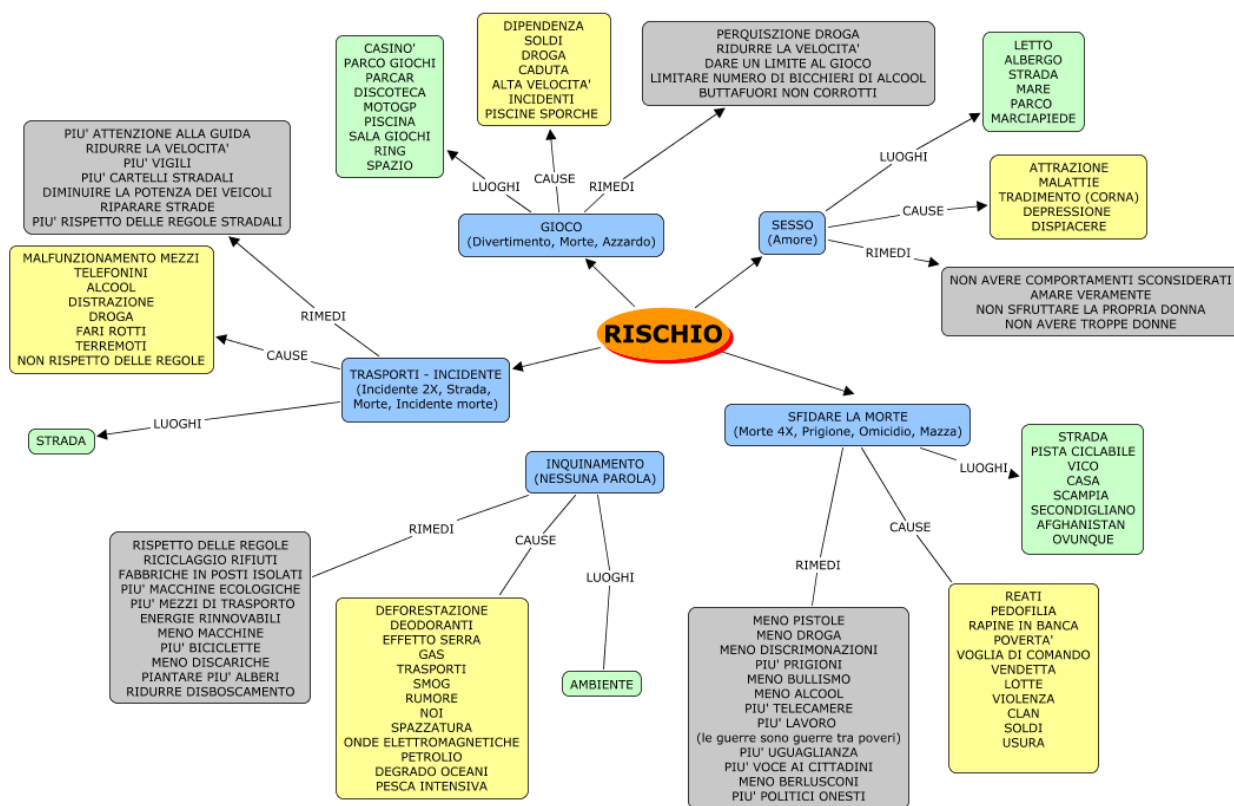 CASINO'
PARCO GIOCHI
PARCAR
DISCOTECA
MOTOGP
PISCINA
SALA GIOCHI
RING
SPAZIO
DIPENDENZA
SOLDI
DROGA
CADUTA
ALTA VELOCITA'
INCIDENTI
PISCINE SPORCHE
PERQUISZIONE DROGA
RIDURRE LA VELOCITA'
DARE UN LIMITE AL GIOCO
LIMITARE NUMERO DI BICCHIERI DI ALCOOL
BUTTAFUORI NON CORROTTI
LETTO
ALBERGO
STRADA
MARE
PARCO
MARCIAPIEDE
LUOGHI
CAUSE
RIMEDI
GIOCO
(Divertimento, Morte, Azzardo)
LUOGHI
CAUSE
RIMEDI
SESSO
(Amore)
ATTRAZIONE
MALATTIE
TRADIMENTO (CORNA)
DEPRESSIONE
DISPIACERE
NON AVERE COMPORTAMENTI SCONSIDERATI
AMARE VERAMENTE
NON SFRUTTARE LA PROPRIA DONNA
NON AVERE TROPPE DONNE
PIU' ATTENZIONE ALLA GUIDA
RIDURRE LA VELOCITA'
PIU' VIGILI
PIU' CARTELLI STRADALI
DIMINUIRE LA POTENZA DEI VEICOLI
RIPARARE STRADE
PIU' RISPETTO DELLE REGOLE STRADALI
MALFUNZIONAMENTO MEZZI
TELEFONINI
ALCOOL
DISTRAZIONE
DROGA
FARI ROTTI
TERREMOTI
NON RISPETTO DELLE REGOLE
RIMEDI
CAUSE
LUOGHI
STRADA
RISCHIO
TRASPORTI - INCIDENTE
(Incidente 2X, Strada,
Morte, Incidente morte)
SFIDARE LA MORTE
(Morte 4X, Prigione, Omicidio, Mazza)
LUOGHI
CAUSE
RIMEDI
STRADA
PISTA CICLABILE
VICO
CASA
SCAMPIA
SECONDIGLIANO
AFGHANISTAN
OVUNQUE
INQUINAMENTO
(NESSUNA PAROLA)
RIMEDI
CAUSE
LUOGHI
RISPETTO DELLE REGOLE
RICICLAGGIO RIFIUTI
FABBRICHE IN POSTI ISOLATI
PIU' MACCHINE ECOLOGICHE
PIU' MEZZI DI TRASPORTO
ENERGIE RINNOVABILI
MENO MACCHINE
PIU' BICICLETTE
MENO DISCARICHE
PIANTARE PIU' ALBERI
RIDURRE DISBOSCAMENTO
DEFORESTAZIONE
DEODORANTI
EFFETTO SERRA
GAS
TRASPORTI
SMOG
RUMORE
NOI
SPAZZATURA
ONDE ELETTROMAGNETICHE
PETROLIO
DEGRADO OCEANI
PESCA INTENSIVA
AMBIENTE
MENO PISTOLE
MENO DROGA
MENO DISCRIMONAZIONI
PIU' PRIGIONI
MENO BULLISMO
MENO ALCOOL
PIU' TELECAMERE
PIU' LAVORO
(le guerre sono guerre tra poveri)
PIU' UGUAGLIANZA
PIU' VOCE AI CITTADINI
MENO BERLUSCONI
PIU' POLITICI ONESTI
REATI
PEDOFILIA
RAPINE IN BANCA
POVERTA'
VOGLIA DI COMANDO
VENDETTA
LOTTE
VIOLENZA
CLAN
SOLDI
USURA